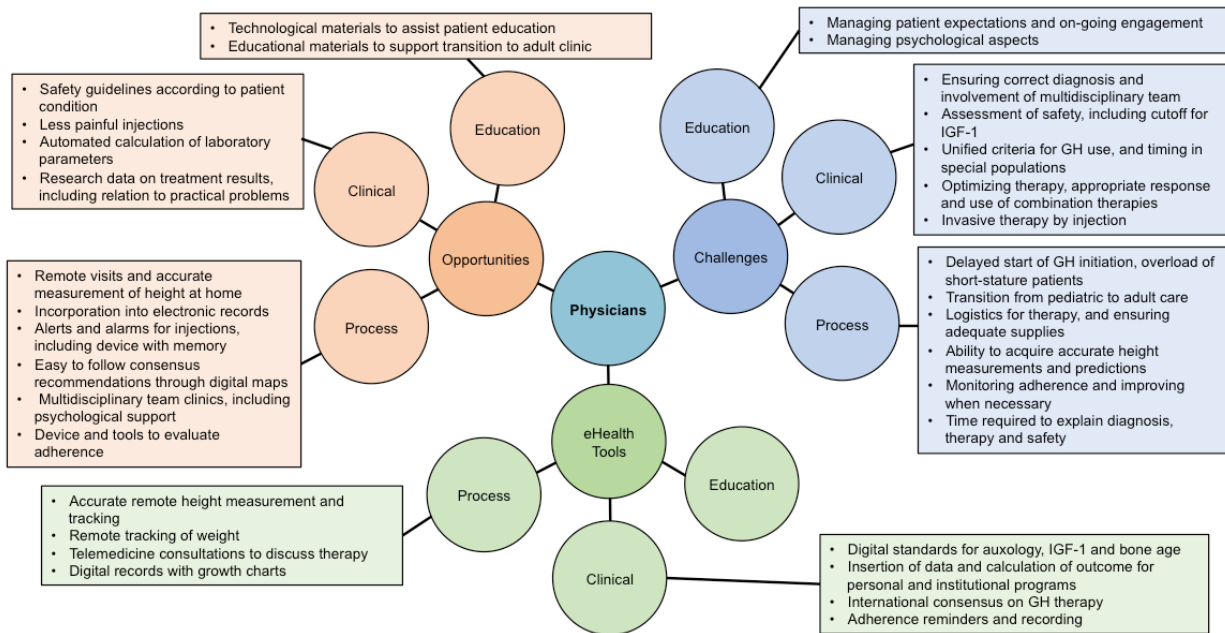 • Technological materials to assist patient education
• Educational materials to support transition to adult clinic
• Managing patient expectations and on-going engagement
• Managing psychological aspects
• Safety guidelines according to patient
condition
• Less painful injections
• Automated calculation of laboratory
parameters
• Research data on treatment results,
including relation to practical problems
Education
Clinical
Opportunities
Process
Education
Clinical
Challenges
Process
• Ensuring correct diagnosis and
involvement of multidisciplinary team
• Assessment of safety, including cutoff for
IGF-1
• Unified criteria for GH use, and timing in
special populations
• Optimizing therapy, appropriate response
and use of combination therapies
• Invasive therapy by injection
• Remote visits and accurate
measurement of height at home
• Incorporation into electronic records
• Alerts and alarms for injections,
including device with memory
• Easy to follow consensus
recommendations through digital maps
• Multidisciplinary team clinics, including
psychological support
• Device and tools to evaluate
adherence
Physicians
• Delayed start of GH initiation, overload of
short-stature patients
• Transition from pediatric to adult care
• Logistics for therapy, and ensuring
adequate supplies
• Ability to acquire accurate height
measurements and predictions
• Monitoring adherence and improving
when necessary
• Time required to explain diagnosis,
therapy and safety
eHealth
Tools
Process
Education
Clinical
• Accurate remote height measurement and
tracking
• Remote tracking of weight
• Telemedicine consultations to discuss therapy
• Digital records with growth charts
• Digital standards for auxology, IGF-1 and bone age
• Insertion of data and calculation of outcome for
personal and institutional programs
• International consensus on GH therapy
• Adherence reminders and recording